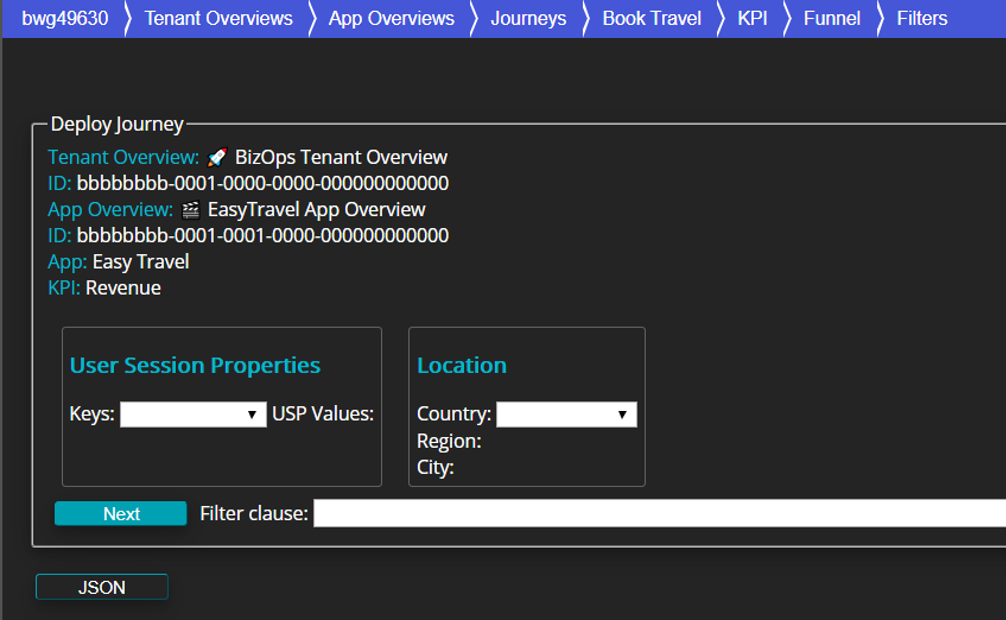 bwg49630 Tenant Overviews App Overviews Journeys Book Travel KPI Funnel Filters
Deploy Journey
Tenant Overview: 🚀 BizOps Tenant Overview
ID: bbbbbbbb-0001-0000-0000-000000000000
App Overview: 🎬 EasyTravel App Overview
ID: bbbbbbbb-0001-0001-0000-000000000000
App: Easy Travel
KPI: Revenue
User Session Properties
Keys: USP Values:
Location
Country:
Region:
City:
Next Filter clause:
JSON